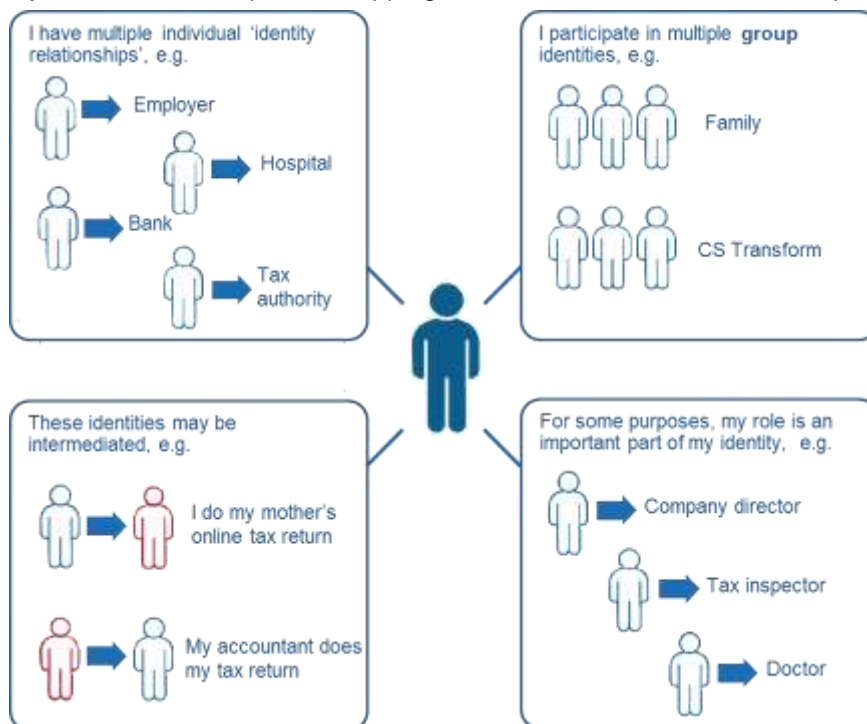 I have multiple individual 'identity
relationships', e.g.
Employer
Hospital
Bank
Tax
authority
I participate in multiple group
identities, e.g.
Family
CS Transform
These identities may be
intermediated, e.g.
I do my mother's
online tax return
My accountant does
my tax return
For some purposes, my role is an
important part of my identity, e.g.
Company director
Tax inspector
Doctor